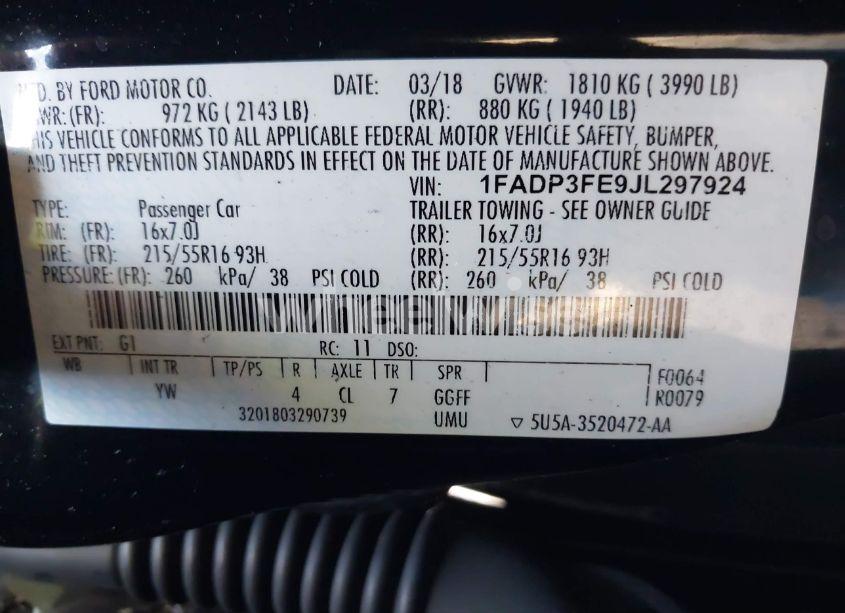 MFD. BY FORD MOTOR CO. DATE: 03/18 GVWR: 1810 KG ( 3990 LB)
WR: (FR): 972 KG ( 2143 LB) (RR): 880 KG ( 1940 LB)
THIS VEHICLE CONFORMS TO ALL APPLICABLE FEDERAL MOTOR VEHICLE SAFETY, BUMPER,
AND THEFT PREVENTION STANDARDS IN EFFECT ON THE DATE OF MANUFACTURE SHOWN ABOVE.
VIN: 1FADP3FE9JL297924
TYPE: Passenger Car TRAILER TOWING - SEE OWNER GUIDE
RIM: (FR): 16x7.0J (RR): 16x7.0J
TIRE: (FR): 215/55R16 93H (RR): 215/55R16 93H
PRESSURE: (FR): 260 kPa/ 38 PSI COLD (RR): 260 kPa/ 38 PSI COLD
EXT PNT: G1 RC: 11 DSO:
WB INT TR TP/PS R AXLE TR SPR F0064
YW 4 CL 7 GGFF R0079
3201803290739 UMU ▽ 5U5A-3520472-AA